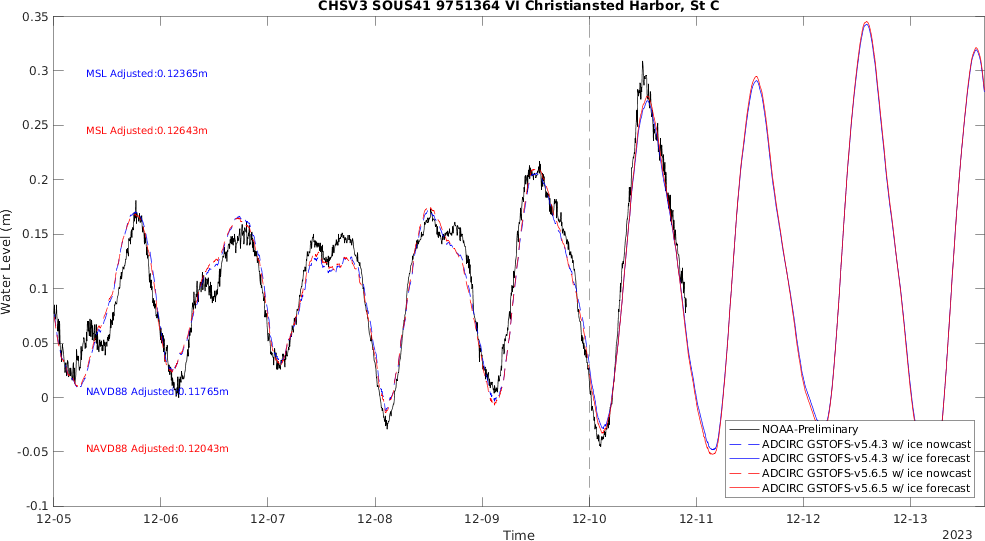 CHSV3 SOUS41 9751364 VI Christiansted Harbor, St C
0.35
0.3
0.25
0.2
0.15
0.1
0.05
0
-0.05
-0.1
Water Level (m)
MSL Adjusted:0.12365m
MSL Adjusted:0.12643m
NAVD88 Adjusted:0.11765m
NAVD88 Adjusted:0.12043m
NOAA-Preliminary
ADCIRC GSTOFS-v5.4.3 w/ ice nowcast
ADCIRC GSTOFS-v5.4.3 w/ ice forecast
ADCIRC GSTOFS-v5.6.5 w/ ice nowcast
ADCIRC GSTOFS-v5.6.5 w/ ice forecast
12-05 12-06 12-07 12-08 12-09 12-10 12-11 12-12 12-13
Time
2023